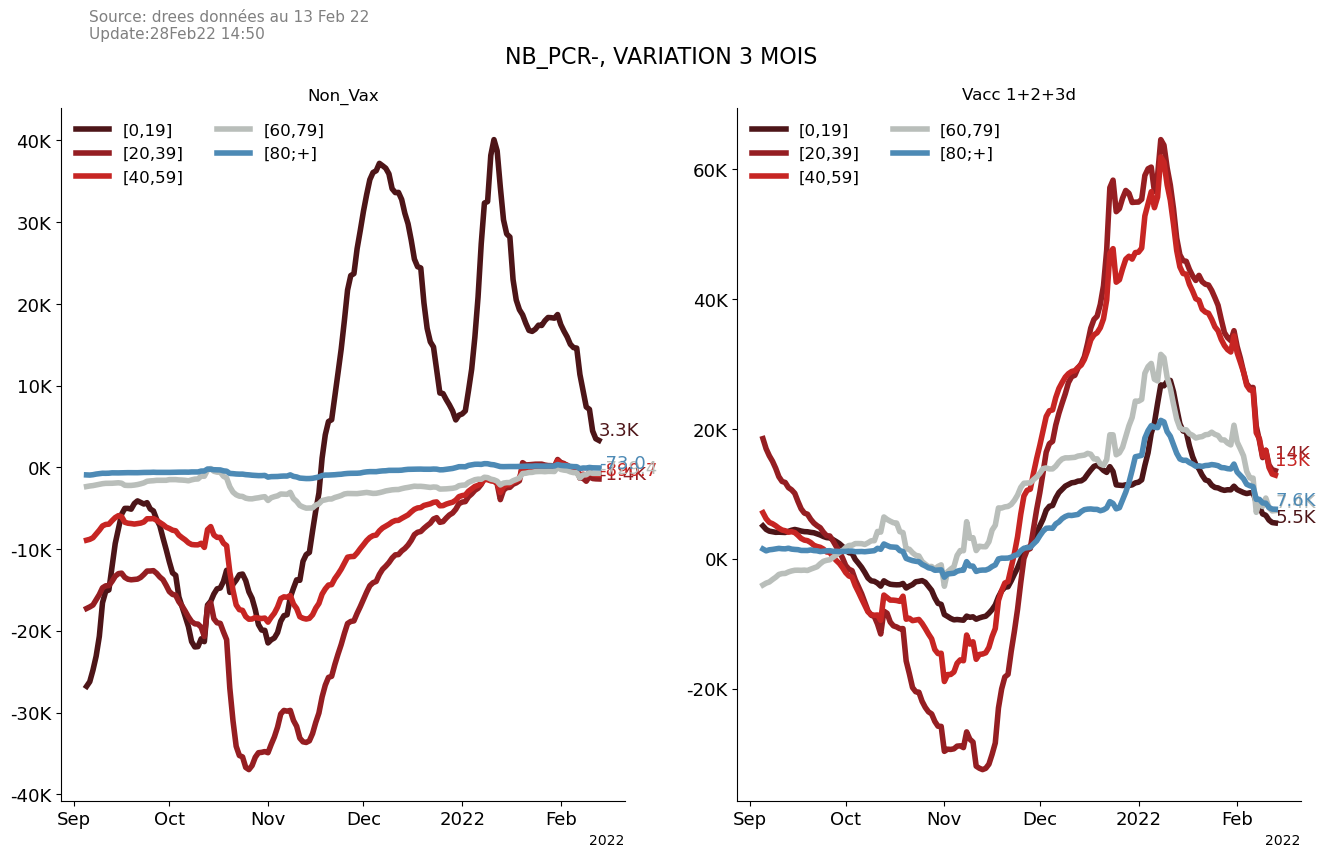 Source: drees données au 13 Feb 22
Update:28Feb22 14:50
NB_PCR-, VARIATION 3 MOIS
Non_Vax
[0,19]
[20,39]
[40,59]
[60,79]
[80;+]
40K
30K
20K
10K
0K
-10K
-20K
-30K
-40K
3.3K
-1.4K
Sep Oct Nov Dec 2022 Feb
2022
Vacc 1+2+3d
[0,19]
[20,39]
[40,59]
[60,79]
[80;+]
60K
40K
20K
0K
-20K
14K
13K
7.6K
5.5K
Sep Oct Nov Dec 2022 Feb
2022